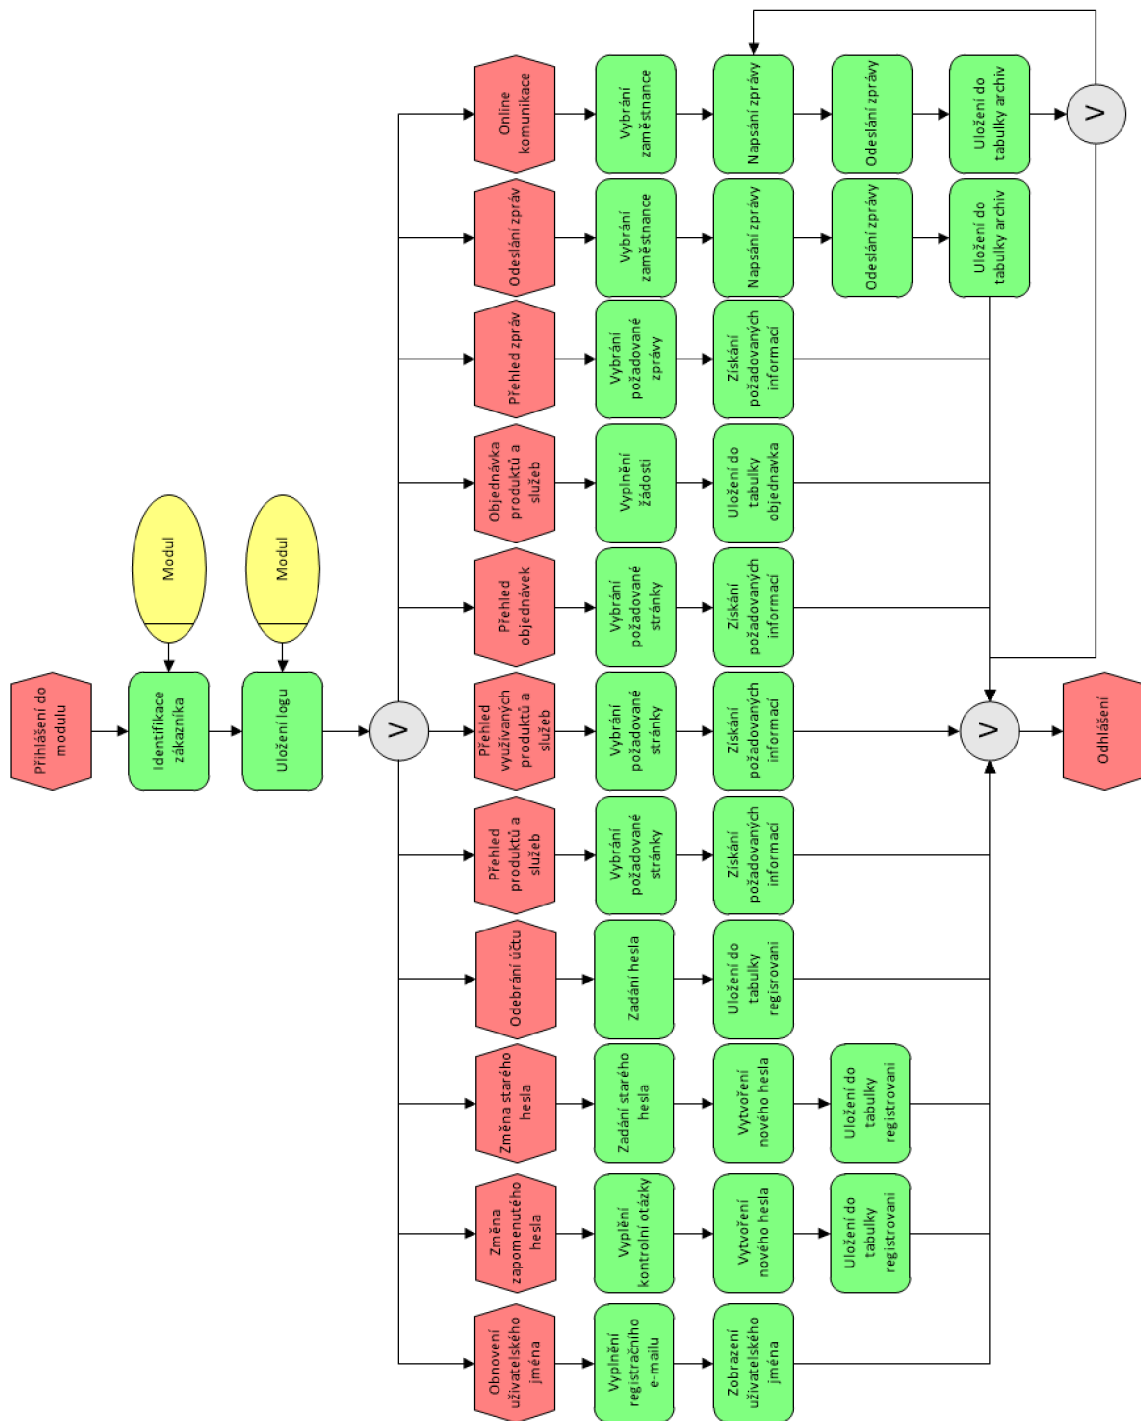 Přihlášení do
modulu
Identifikace
zákazníka
Modul
Uložení logu
Modul
V
Obnovení
uživatelského
jména
Změna
zapomenutého
hesla
Změna starého
hesla
Odebrání účtu
Přehled
produktů a
služeb
Přehled
využívaných
produktů a
služeb
Přehled
objednávek
Objednávka
produktů a
služeb
Přehled zpráv
Odeslání zpráv
Online
komunikace
Vyplnění
registračního
e-mailu
Vyplění
kontrolní otázky
Zadání starého
hesla
Zadání hesla
Vybrání
požadované
stránky
Vybrání
požadované
stránky
Vybrání
požadované
stránky
Vyplnění
žádosti
Vybrání
požadované
zprávy
Vybrání
zaměstnance
Vybrání
zaměstnance
Zobrazení
uživatelského
jména
Vytvoření
nového hesla
Vytvoření
nového hesla
Uložení do
tabulky
regisrovani
Získání
požadovaných
informací
Získání
požadovaných
informací
Získání
požadovaných
informací
Uložení do
tabulky
objednavka
Získání
požadovaných
informací
Napsání zprávy
Napsání zprávy
Uložení do
tabulky
registrovani
Uložení do
tabulky
registrovani
Odeslání zprávy
Odeslání zprávy
Uložení do
tabulky archiv
Uložení do
tabulky archiv
V
V
Odhlášení